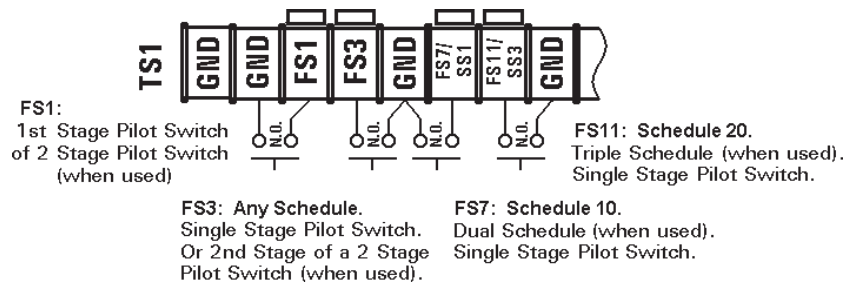 TS1
GND
GND
FS1
FS3
GND
FS7/
SS1
FS11/
SS3
GND
N.O.
N.O.
N.O.
N.O.
FS1:
1st Stage Pilot Switch
of 2 Stage Pilot Switch
(when used)
FS3: Any Schedule.
Single Stage Pilot Switch.
Or 2nd Stage of a 2 Stage
Pilot Switch (when used).
FS7: Schedule 10.
Dual Schedule (when used).
Single Stage Pilot Switch.
FS11: Schedule 20.
Triple Schedule (when used).
Single Stage Pilot Switch.